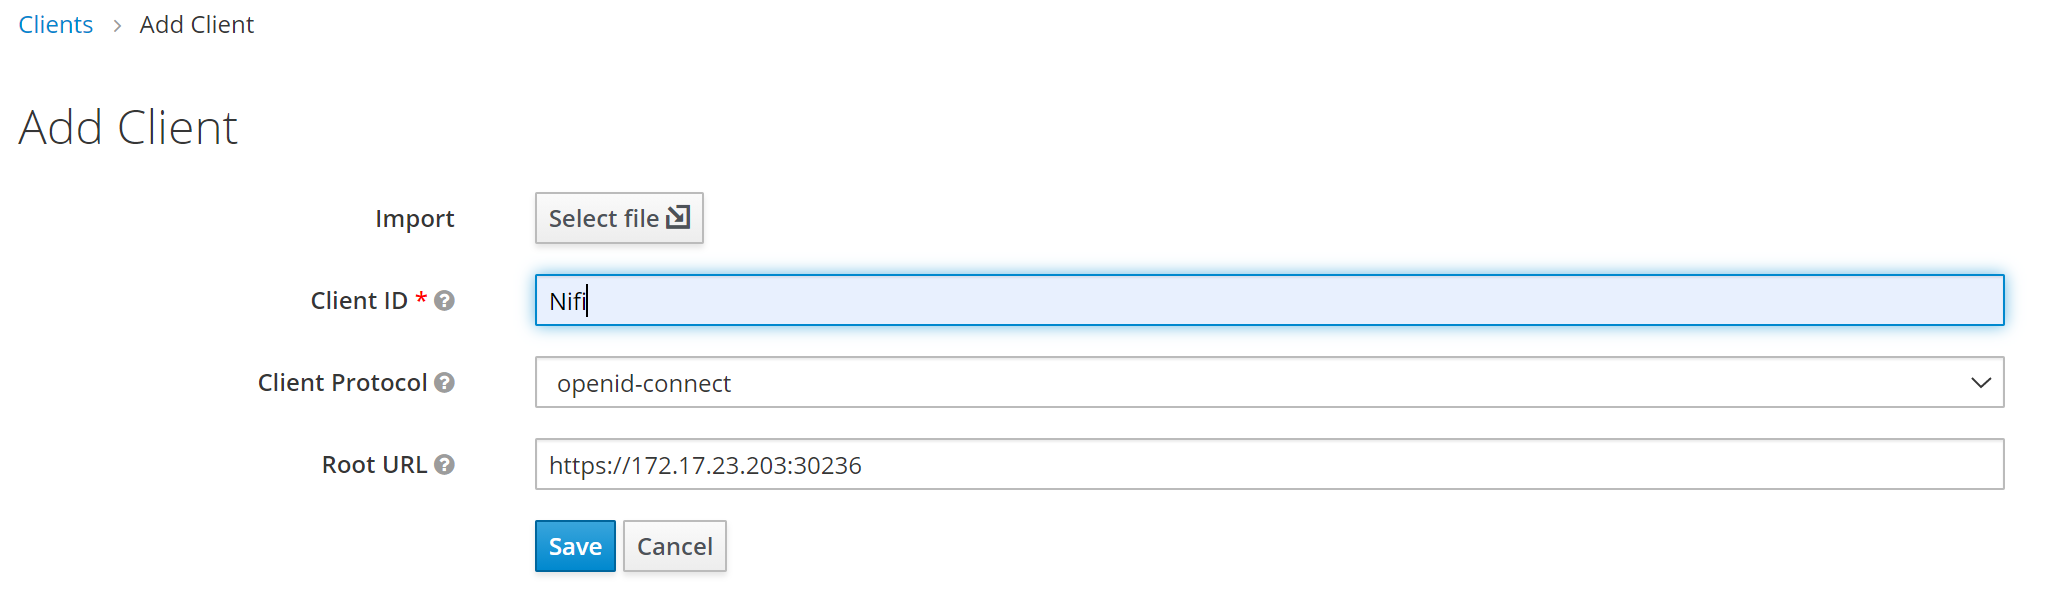 Clients > Add Client
Add Client
Import Select file
Client ID * Nifi
Client Protocol openid-connect
Root URL https://172.17.23.203:30236
Save Cancel